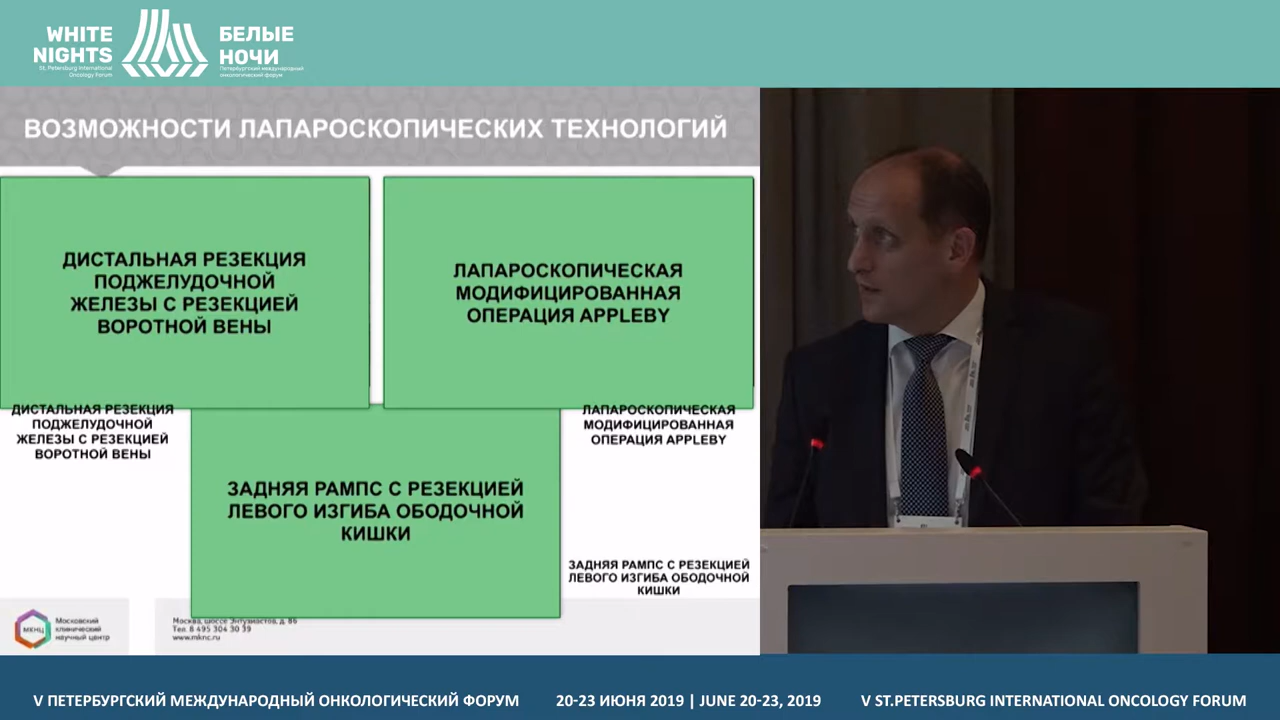 WHITE
NIGHTS
St. Petersburg International
Oncology Forum
БЕЛЫЕ
НОЧИ
Петербургский международный
онкологический форум
ВОЗМОЖНОСТИ ЛАПАРОСКОПИЧЕСКИХ ТЕХНОЛОГИЙ
ДИСТАЛЬНАЯ РЕЗЕКЦИЯ
ПОДЖЕЛУДОЧНОЙ
ЖЕЛЕЗЫ С РЕЗЕКЦИЕЙ
ВОРОТНОЙ ВЕНЫ
ЛАПАРОСКОПИЧЕСКАЯ
МОДИФИЦИРОВАННАЯ
ОПЕРАЦИЯ APPLEBY
ДИСТАЛЬНАЯ РЕЗЕКЦИЯ
ПОДЖЕЛУДОЧНОЙ
ЖЕЛЕЗЫ С РЕЗЕКЦИЕЙ
ВОРОТНОЙ ВЕНЫ
ЛАПАРОСКОПИЧЕСКАЯ
МОДИФИЦИРОВАННАЯ
ОПЕРАЦИЯ APPLEBY
ЗАДНЯЯ РАМПС С РЕЗЕКЦИЕЙ
ЛЕВОГО ИЗГИБА ОБОДОЧНОЙ
КИШКИ
ЗАДНЯЯ РАМПС С РЕЗЕКЦИЕЙ
ЛЕВОГО ИЗГИБА ОБОДОЧНОЙ
КИШКИ
МКНЦ
Московский
клинический
научный центр
Москва, шоссе Энтузиастов, д. 86
Тел. 8 495 304 30 39
www.mknc.ru
V ПЕТЕРБУРГСКИЙ МЕЖДУНАРОДНЫЙ ОНКОЛОГИЧЕСКИЙ ФОРУМ
20-23 ИЮНЯ 2019 | JUNE 20-23, 2019
V ST.PETERSBURG INTERNATIONAL ONCOLOGY FORUM